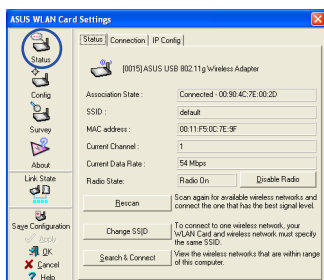 ASUS WLAN Card Settings
Status
Config
Survey
About
Link State
Save Configuration
Apply
OK
Cancel
Help
Status Connection IP Config
[0015] ASUS USB 802.11g Wireless Adapter
Association State : Connected - 00:90:4C:7E:00:2D
SSID : default
MAC address : 00:11:F5:0C:7E:9F
Current Channel : 1
Current Data Rate : 54 Mbps
Radio State: Radio On Disable Radio
Rescan
Scan again for available wireless networks and
connect the one that has the best signal level.
Change SSID
To connect to one wireless network, your
WLAN Card and wireless network must specify
the same SSID.
Search & Connect
View the wireless networks that are within range
of this computer.